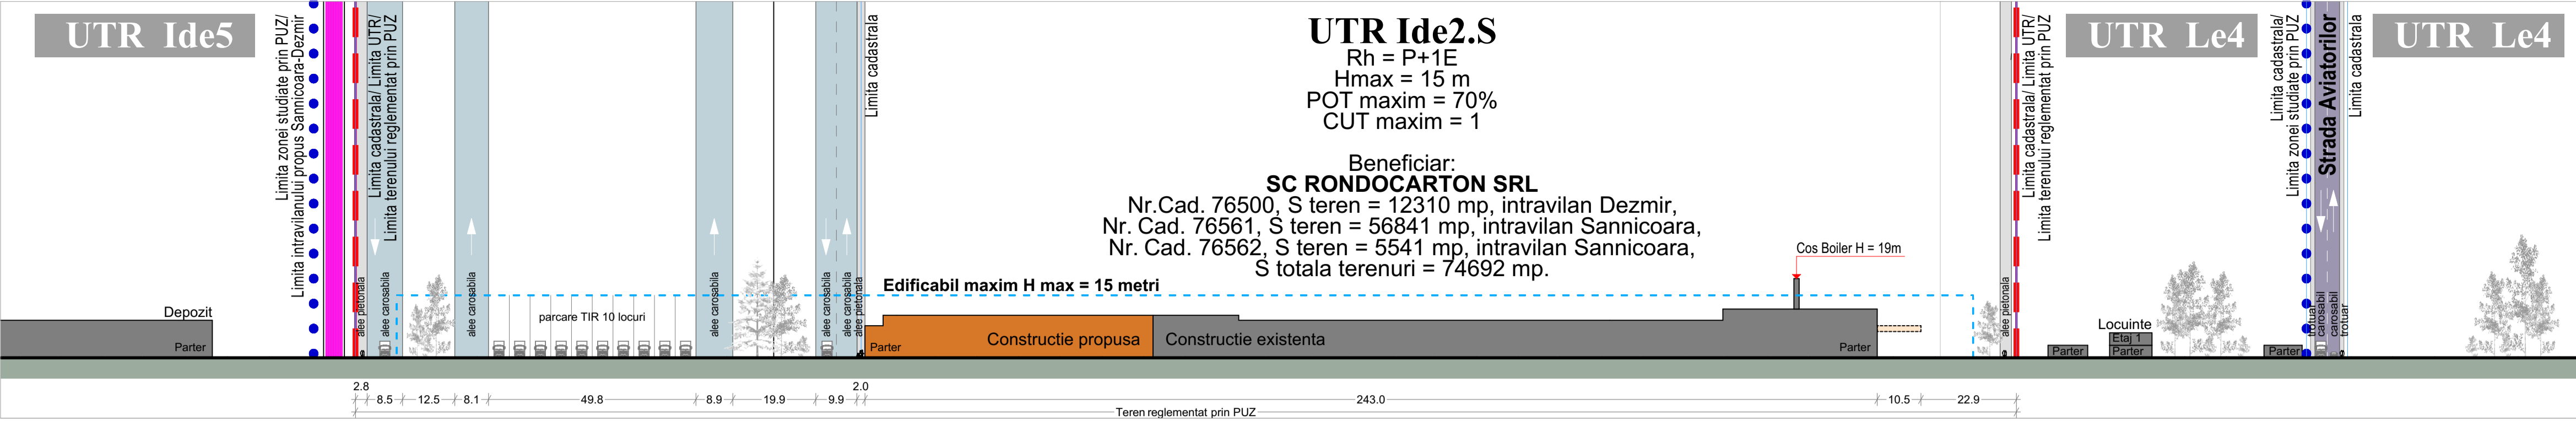 UTR Ide5
Limita zonei studiate prin PUZ/
Limita intravilanului propus Sannicoara-Dezmir
Limita cadastrala/ Limita UTR/
Limita terenului reglementat prin PUZ
Limita cadastrala
UTR Ide2.S
Rh = P+1E
Hmax = 15 m
POT maxim = 70%
CUT maxim = 1
Beneficiar:
SC RONDOCARTON SRL
Nr.Cad. 76500, S teren = 12310 mp, intravilan Dezmir,
Nr. Cad. 76561, S teren = 56841 mp, intravilan Sannicoara,
Nr. Cad. 76562, S teren = 5541 mp, intravilan Sannicoara,
S totala terenuri = 74692 mp.
Limita cadastrala/ Limita UTR/
Limita terenului reglementat prin PUZ
UTR Le4
Limita cadastrala/
Limita zonei studiate prin PUZ
Strada Aviatorilor
Limita cadastrala
UTR Le4
Cos Boiler H = 19m
Edificabil maxim H max = 15 metri
Depozit
Parter
alee pietonala
alee carosabila
alee carosabila
parcare TIR 10 locuri
alee carosabila
alee carosabila
alee carosabila
alee pietonala
Parter
Constructie propusa
Constructie existenta
Parter
alee pietonala
Parter
Locuinte
Etaj 1
Parter
Parter
trotuar
carosabil
carosabil
trotuar
2.8
2.0
8.5
12.5
8.1
49.8
8.9
19.9
9.9
243.0
10.5
22.9
Teren reglementat prin PUZ